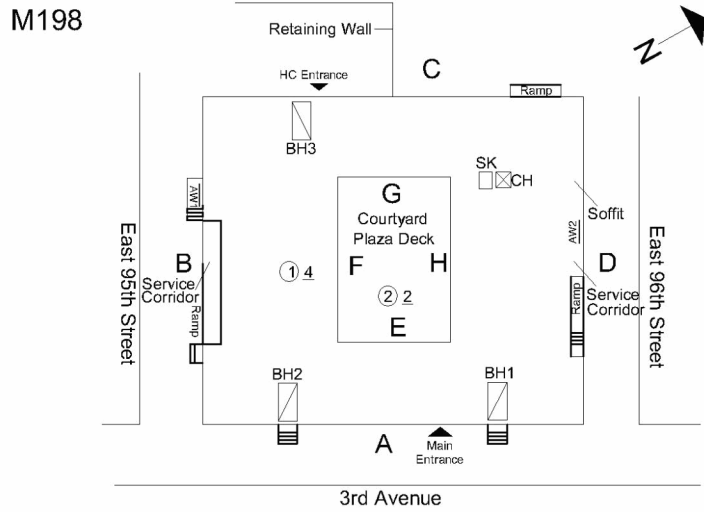 M198
Retaining Wall
N
HC Entrance
C
Ramp
BH3
SK
CH
G
AW1
Courtyard
Plaza Deck
Soffit
AW2
East 95th Street
B
Service
Corridor
1 4
F
H
D
East 96th Street
2 2
Service
Corridor
Ramp
Ramp
E
BH2
BH1
A
Main
Entrance
3rd Avenue